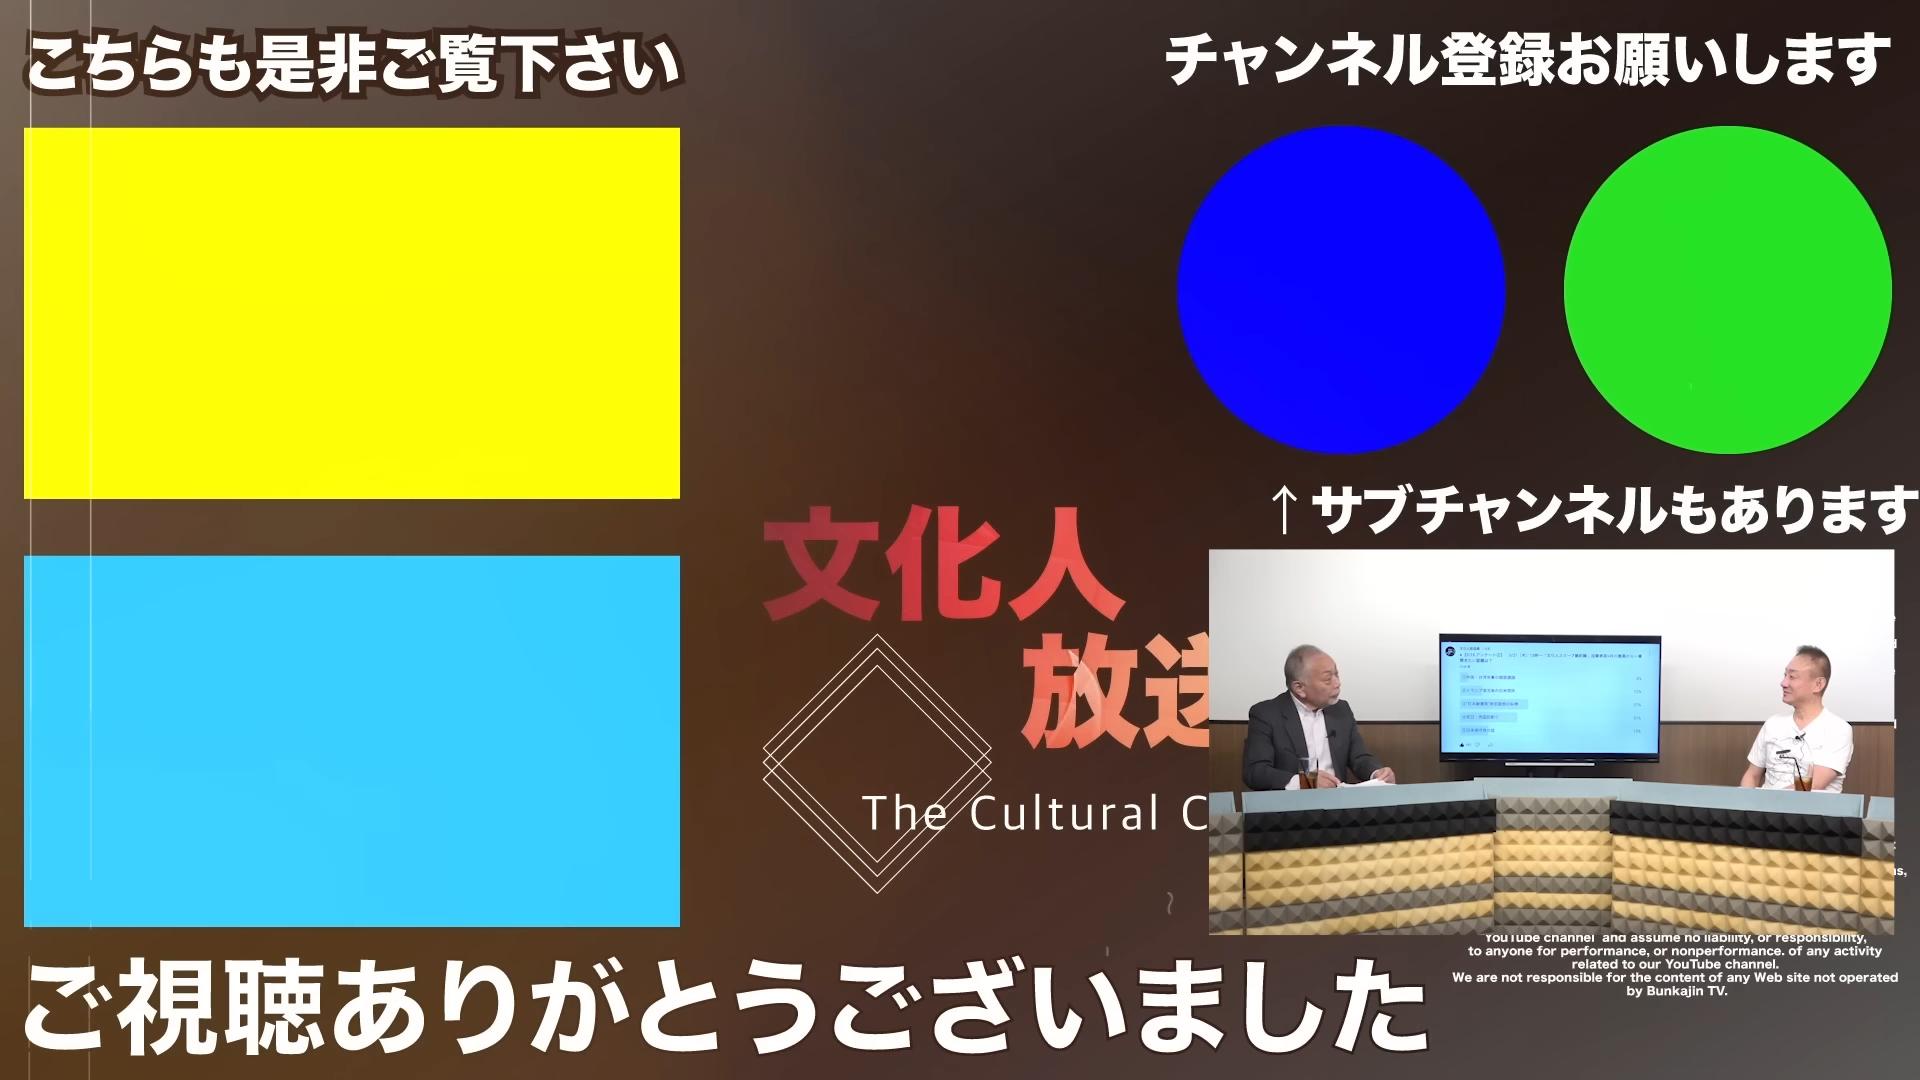 こちらも是非ご覧下さい
チャンネル登録お願いします
↑サブチャンネルもあります
文化人
放送
The Cultural C
YouTube channel and assume no liability, or responsibility,
to anyone for performance, or nonperformance. of any activity
related to our YouTube channel.
We are not responsible for the content of any Web site not operated
by Bunkajin TV.
ご視聴ありがとうございました